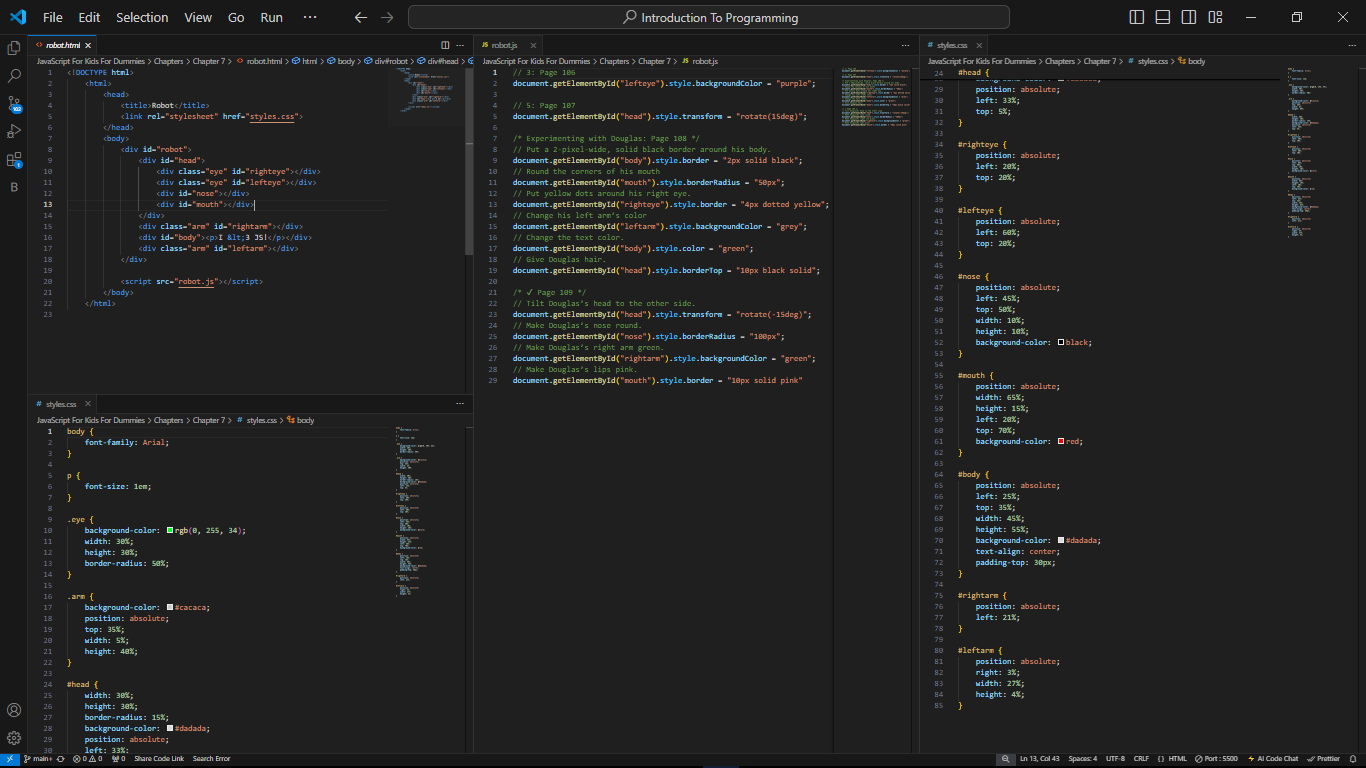 File Edit Selection View Go Run ··· Introduction To Programming
robot.html
JavaScript For Kids For Dummies > Chapters > Chapter 7 > robot.html > html > body > div#robot > div#head >
1 <!DOCTYPE html>
2 <html>
3 <head>
4 <title>Robot</title>
5 <link rel="stylesheet" href="styles.css">
6 </head>
7 <body>
8 <div id="robot">
9 <div id="head">
10 <div class="eye" id="righteye"></div>
11 <div class="eye" id="lefteye"></div>
12 <div id="nose"></div>
13 <div id="mouth"></div>
14 </div>
15 <div class="arm" id="rightarm"></div>
16 <div id="body"><p>I &lt;3 JS!</p></div>
17 <div class="arm" id="leftarm"></div>
18 </div>
19
20 <script src="robot.js"></script>
21 </body>
22 </html>
23
styles.css
JavaScript For Kids For Dummies > Chapters > Chapter 7 > styles.css > body
1 body {
2 font-family: Arial;
3 }
4
5 p {
6 font-size: 1em;
7 }
8
9 .eye {
10 background-color: rgb(0, 255, 34);
11 width: 30%;
12 height: 30%;
13 border-radius: 50%;
14 }
15
16 .arm {
17 background-color: #cacaca;
18 position: absolute;
19 top: 35%;
20 width: 5%;
21 height: 40%;
22 }
23
24 #head {
25 width: 30%;
26 height: 30%;
27 border-radius: 15%;
28 background-color: #dadada;
29 position: absolute;
30 left: 33%;
JS robot.js
JavaScript For Kids For Dummies > Chapters > Chapter 7 > JS robot.js
1 // 3: Page 106
2 document.getElementById("lefteye").style.backgroundColor = "purple";
3
4 // 5: Page 107
5 document.getElementById("head").style.transform = "rotate(15deg)";
6
7 /* Experimenting with Douglas: Page 108 */
8 // Put a 2-pixel-wide, solid black border around his body.
9 document.getElementById("body").style.border = "2px solid black";
10 // Round the corners of his mouth
11 document.getElementById("mouth").style.borderRadius = "50px";
12 // Put yellow dots around his right eye.
13 document.getElementById("righteye").style.border = "4px dotted yellow";
14 // Change his left arm's color
15 document.getElementById("leftarm").style.backgroundColor = "grey";
16 // Change the text color.
17 document.getElementById("body").style.color = "green";
18 // Give Douglas hair.
19 document.getElementById("head").style.borderTop = "10px black solid";
20
21 /* ✓ Page 109 */
22 // Tilt Douglas's head to the other side.
23 document.getElementById("head").style.transform = "rotate(-15deg)";
24 // Make Douglas's nose round.
25 document.getElementById("nose").style.borderRadius = "100px";
26 // Make Douglas's right arm green.
27 document.getElementById("rightarm").style.backgroundColor = "green";
28 // Make Douglas's lips pink.
29 document.getElementById("mouth").style.border = "10px solid pink"
styles.css
JavaScript For Kids For Dummies > Chapters > Chapter 7 > styles.css > body
24 #head {
29 position: absolute;
30 left: 33%;
31 top: 5%;
32 }
33
34 #righteye {
35 position: absolute;
36 left: 20%;
37 top: 20%;
38 }
39
40 #lefteye {
41 position: absolute;
42 left: 60%;
43 top: 20%;
44 }
45
46 #nose {
47 position: absolute;
48 left: 45%;
49 top: 50%;
50 width: 10%;
51 height: 10%;
52 background-color: black;
53 }
54
55 #mouth {
56 position: absolute;
57 width: 65%;
58 height: 15%;
59 left: 20%;
60 top: 70%;
61 background-color: red;
62 }
63
64 #body {
65 position: absolute;
66 left: 25%;
67 top: 35%;
68 width: 45%;
69 height: 55%;
70 background-color: #dadada;
71 text-align: center;
72 padding-top: 30px;
73 }
74
75 #rightarm {
76 position: absolute;
77 left: 21%;
78 }
79
80 #leftarm {
81 position: absolute;
82 right: 3%;
83 width: 27%;
84 height: 4%;
85 }
102
1
B
main+ 0 0 0 Share Code Link Search Error Ln 13, Col 43 Spaces: 4 UTF-8 CRLF {} HTML Port : 5500 AI Code Chat Prettier